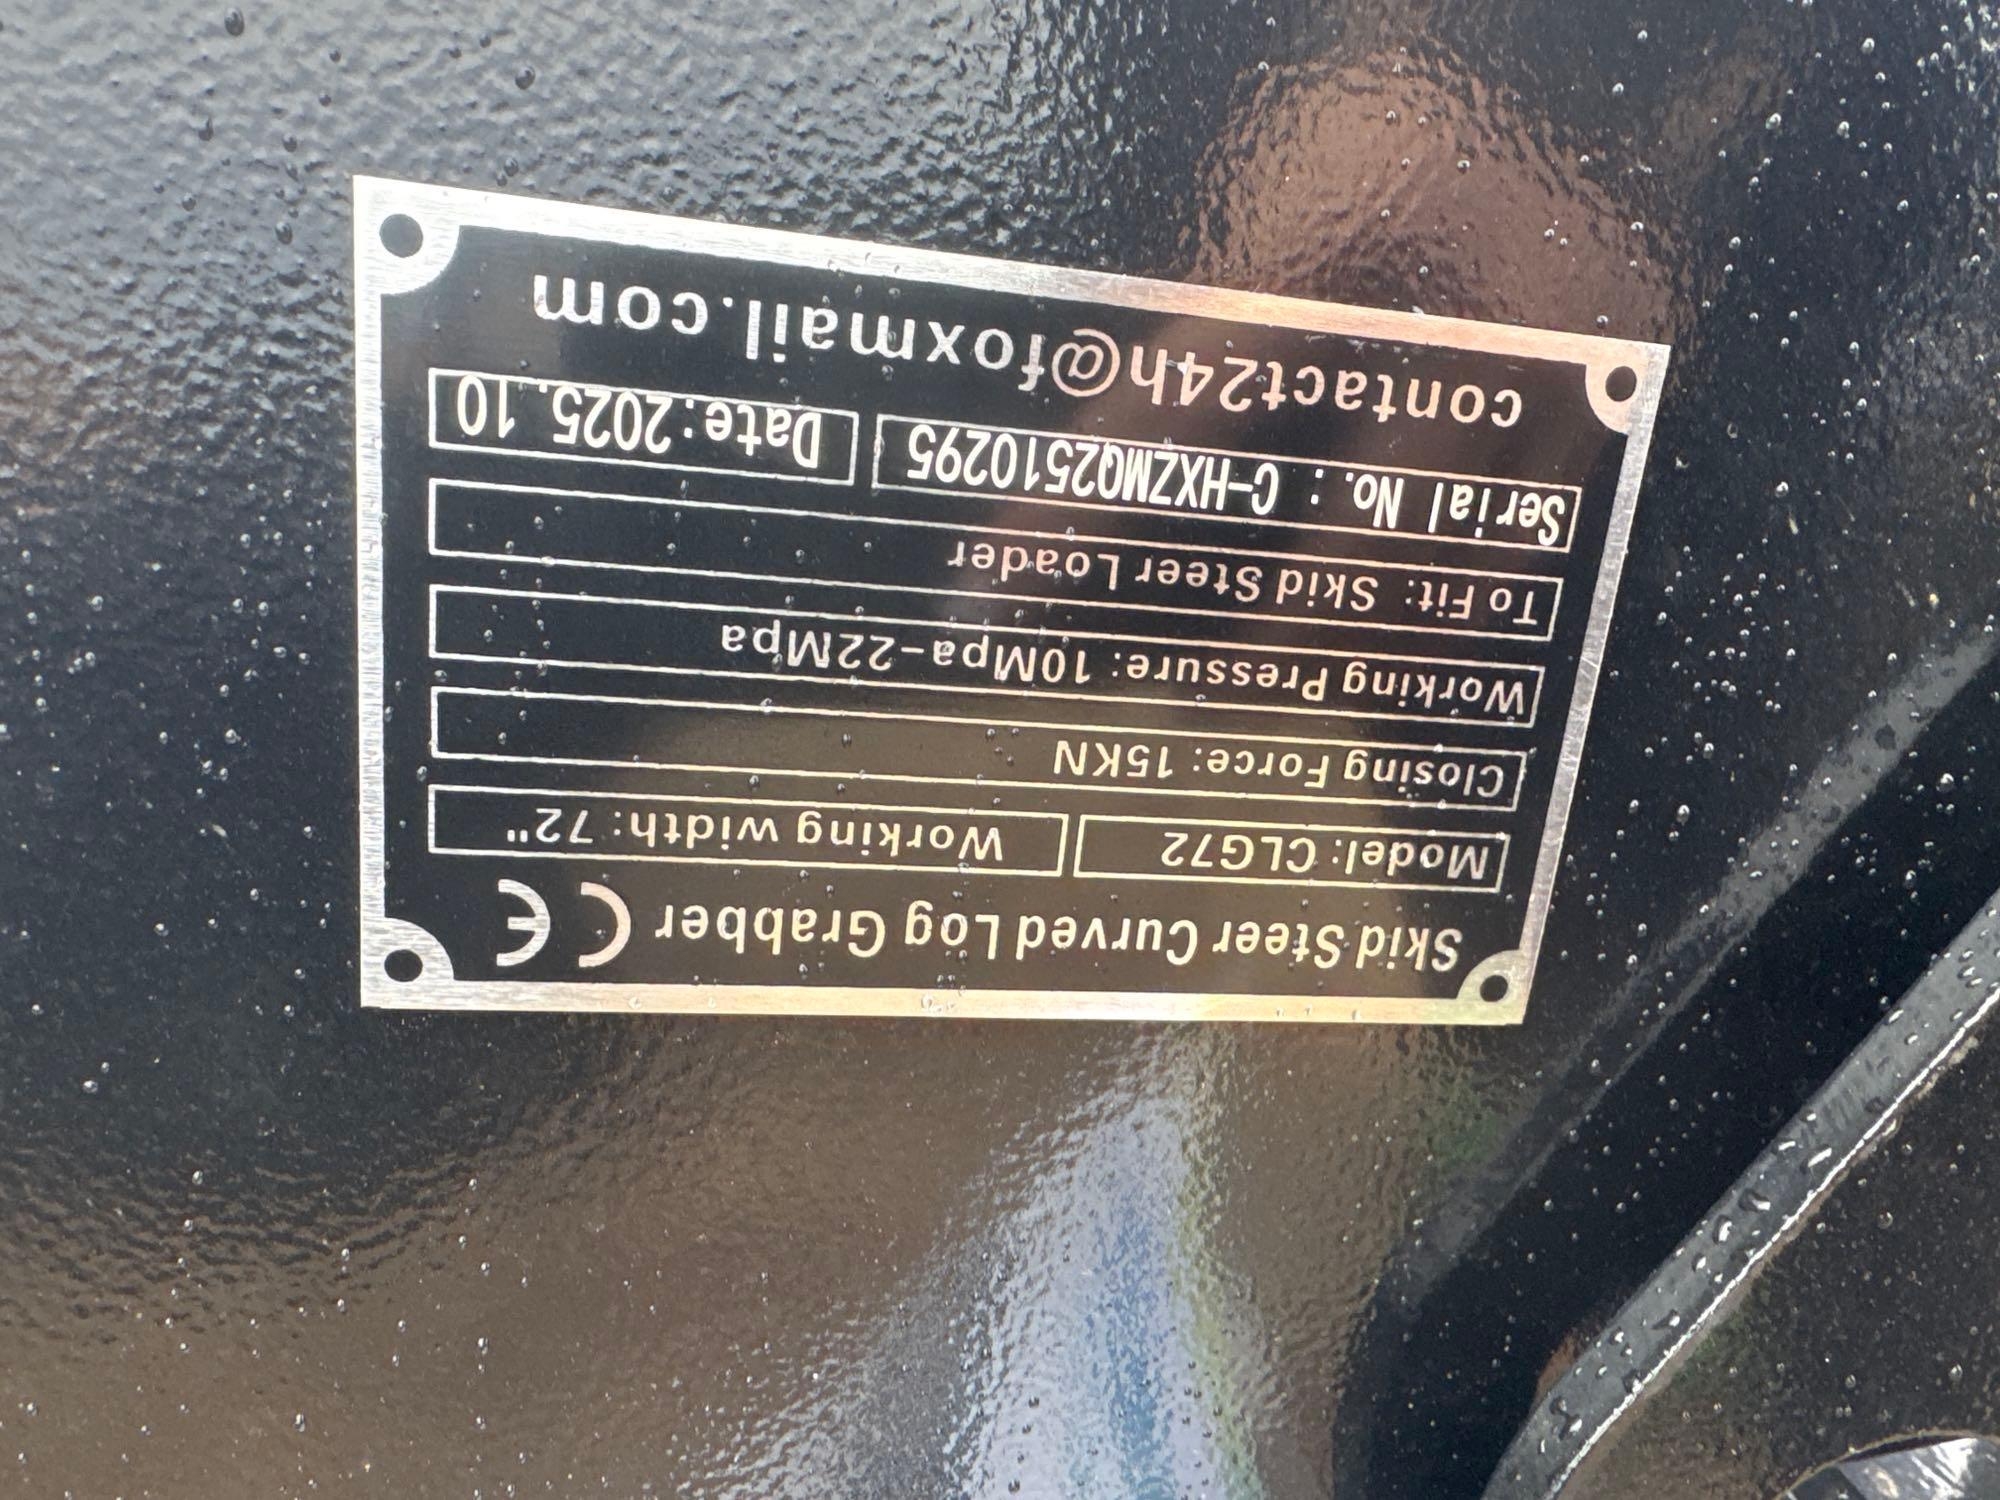 Skid Steer Curved Log Grabber CE
Model: CLG72 Working width: 72"
Closing Force: 15KN
Working Pressure: 10Mpa-22Mpa
To Fit: Skid Steer Loader
Serial No.: C-HXZMQ2510295 Date:2025.10
contact24h@foxmail.com